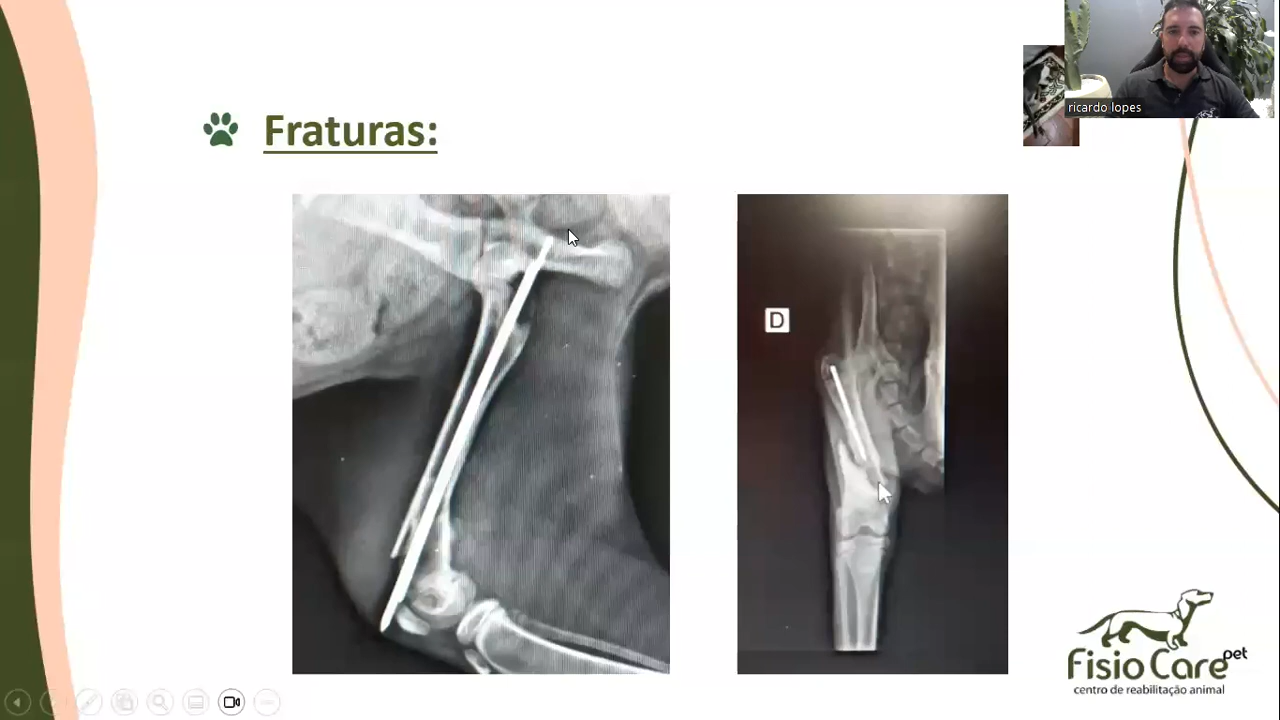 ricardo lopes
Fraturas:
D
Fisio Care pet
centro de reabilitação animal